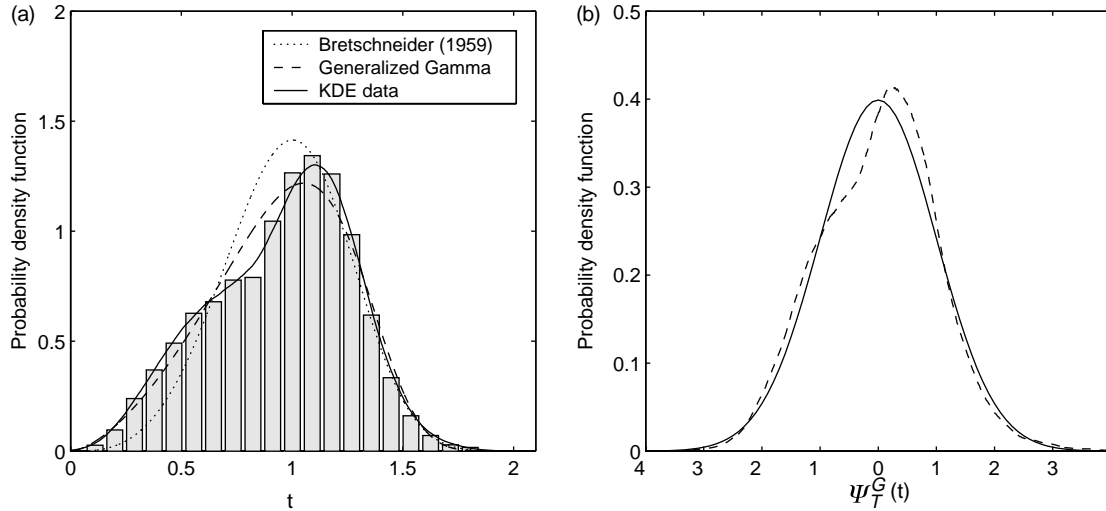 (a)
2
1.5
1
0.5
0
Probability density function
Bretschneider (1959)
Generalized Gamma
KDE data
0 0.5 1 1.5 2
t
(b)
0.5
0.4
0.3
0.2
0.1
0
Probability density function
4 3 2 1 0 1 2 3
Ψ_T^G (t)